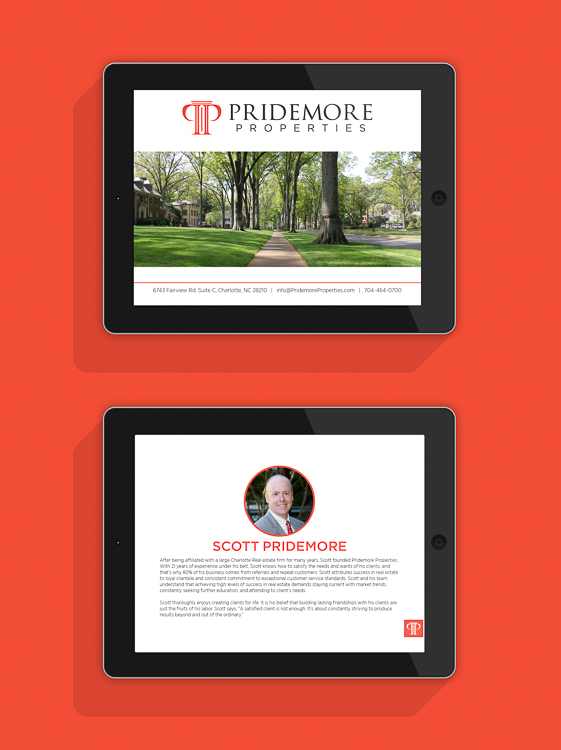 PRIDEMORE
PROPERTIES
6743 Fairview Rd. Suite C, Charlotte, NC 28210 | info@PridemoreProperties.com | 704-464-0700
SCOTT PRIDEMORE
After being affiliated with a large Charlotte Real estate firm for many years, Scott founded Pridemore Properties.
With 21 years of experience under his belt, Scott knows how to satisfy the needs and wants of his clients, and
that's why 80% of his business comes from referrals and repeat customers. Scott attributes success in real estate
to loyal clientele and consistent commitment to exceptional customer service standards. Scott and his team
understand that achieving high levels of success in real estate demands staying current with market trends,
constantly seeking further education, and attending to client's needs.
Scott thoroughly enjoys creating clients for life. It is his belief that building lasting friendships with his clients are
just the fruits of his labor. Scott says, "A satisfied client is not enough. It's about constantly striving to produce
results beyond and out of the ordinary."